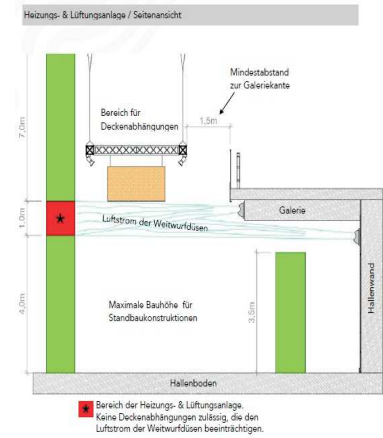 Heizungs- & Lüftungsanlage / Seitenansicht
Mindestabstand
zur Galeriekante
Bereich für
Deckenabhängungen
1,5m
7,0m
Galerie
Luftstrom der Weitwurfdüsen
1,0m
Hallenwand
Maximale Bauhöhe für
Standbaukonstruktionen
3,5m
4,0m
Hallenboden
Bereich der Heizungs- & Lüftungsanlage.
Keine Deckenabhängungen zulässig, die den
Luftstrom der Weitwurfdüsen beeinträchtigen.